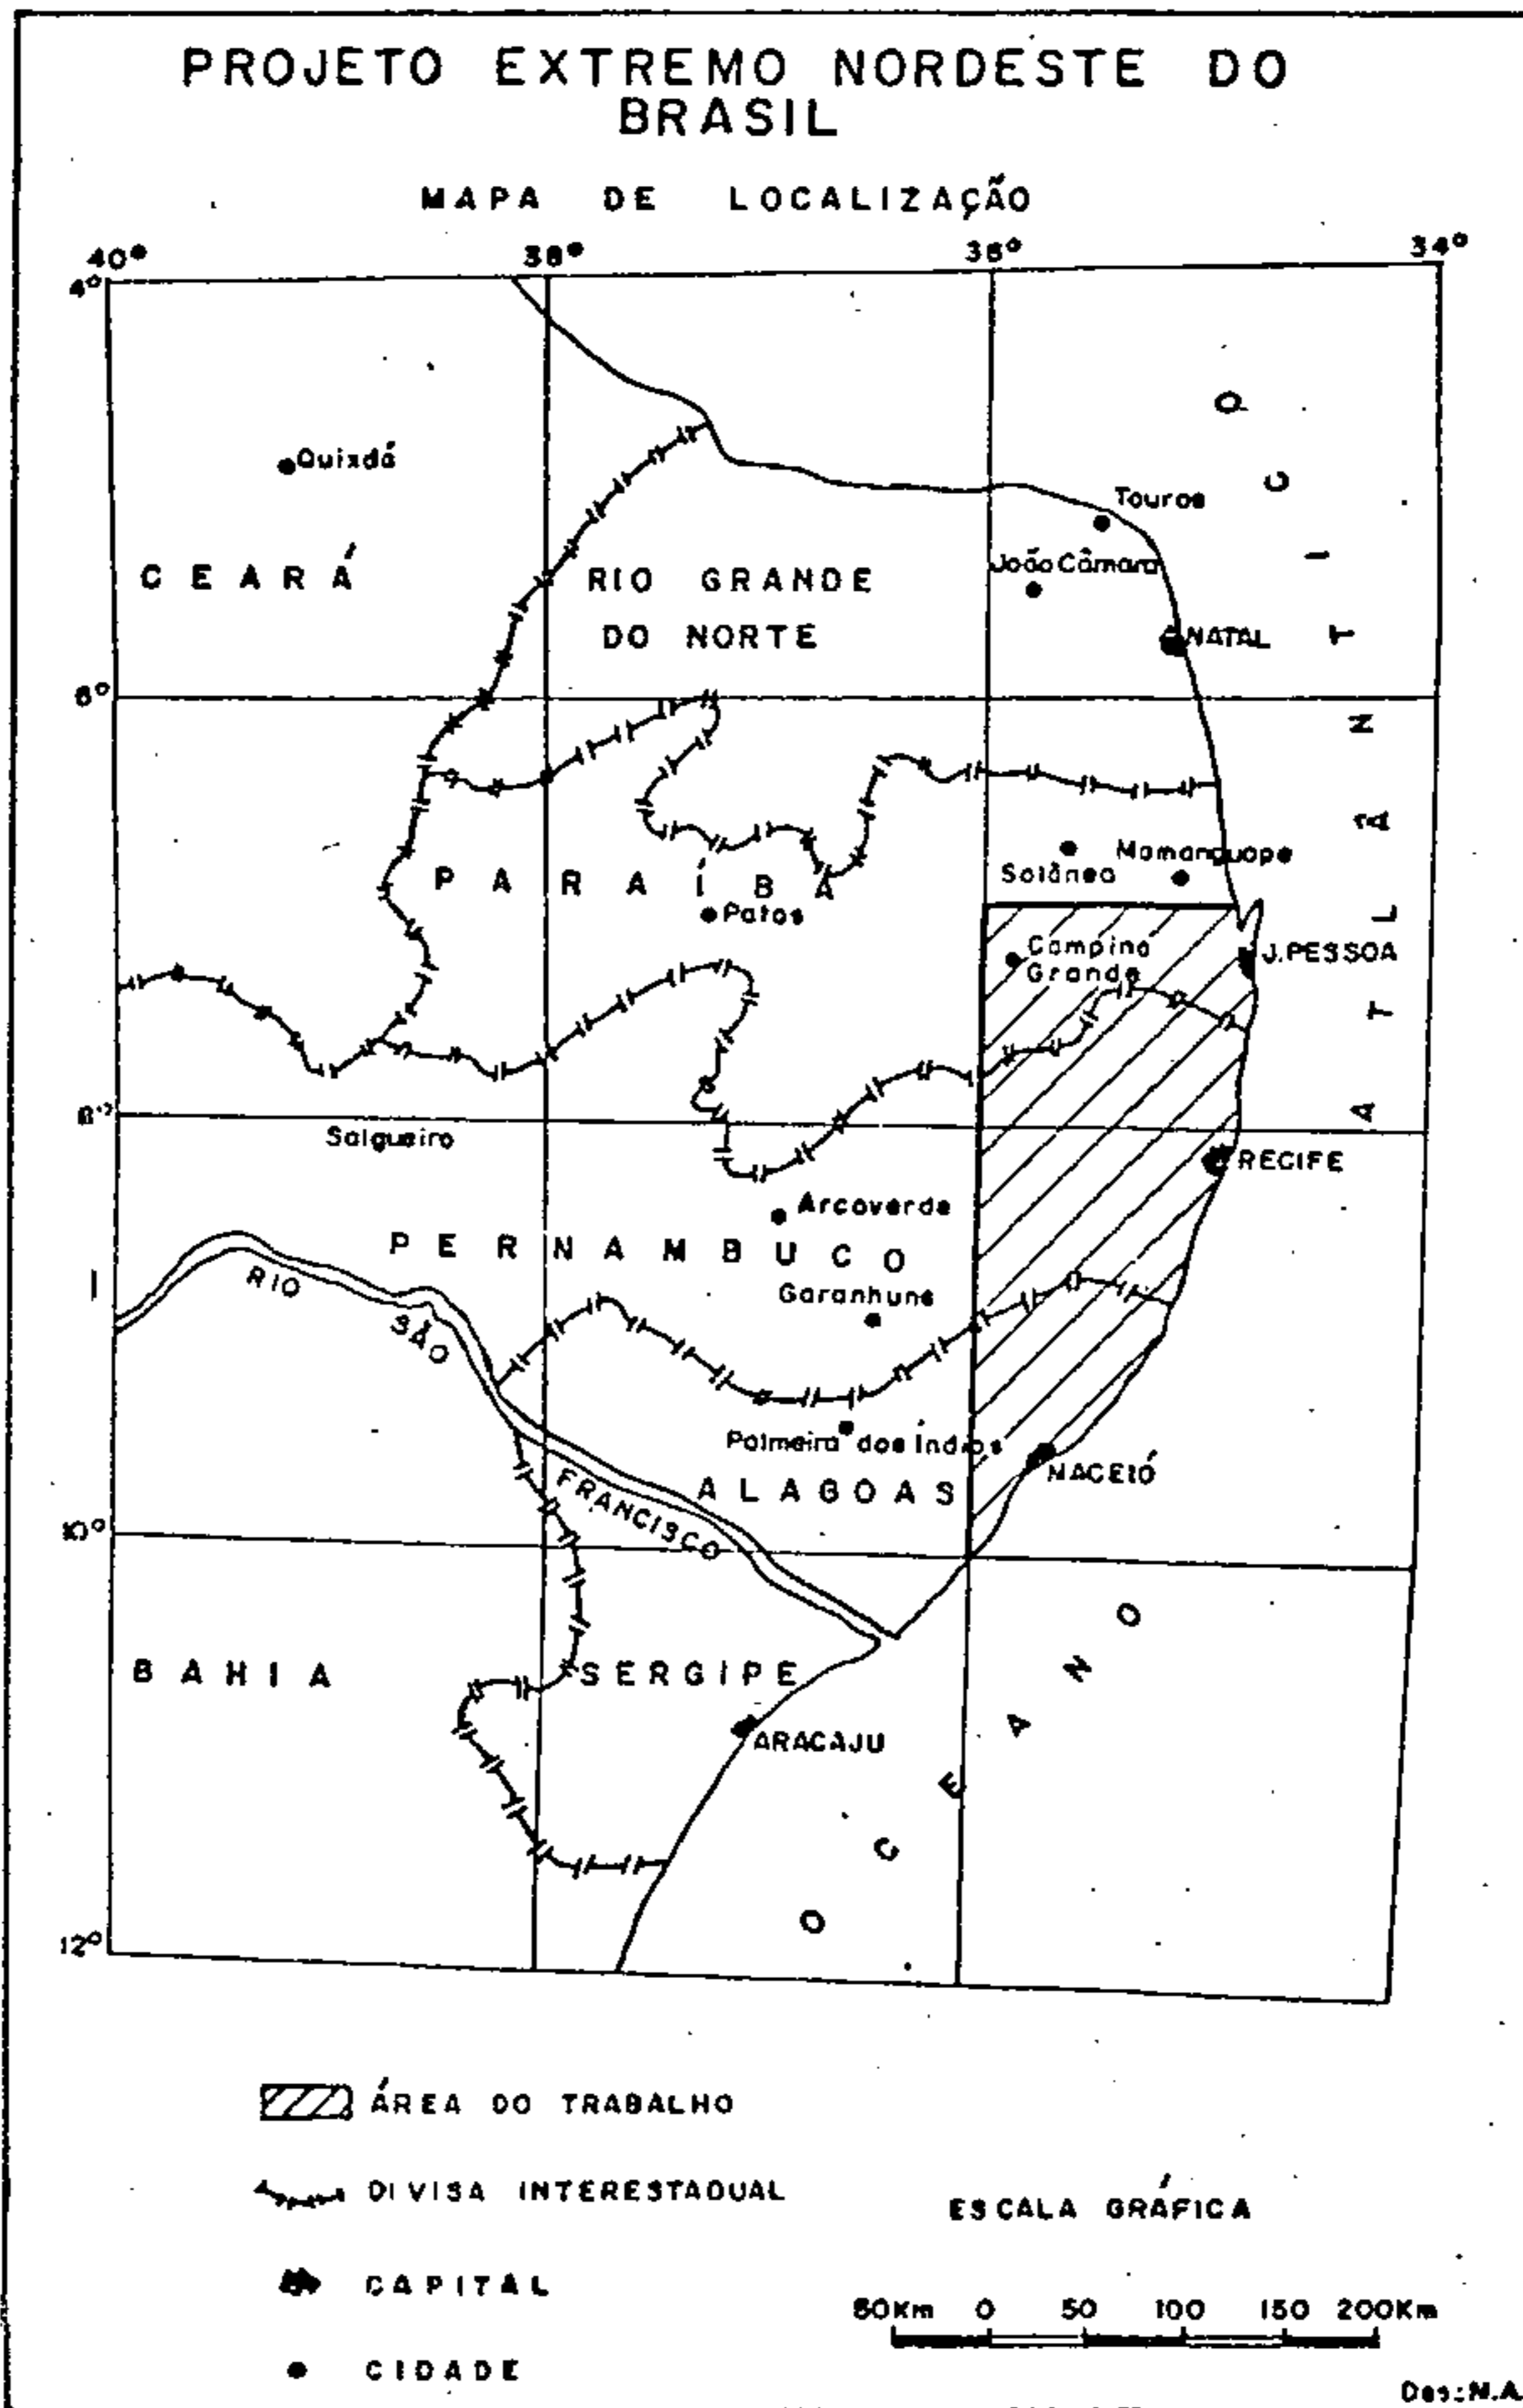 PROJETO EXTREMO NORDESTE DO
BRASIL
MAPA DE LOCALIZAÇÃO
40° 38° 36° 34°
4°
Quixdá
Touros
João Câmara
CEARÁ
RIO GRANDE
DO NORTE
NATAL
6°
Mamanguape
Solânea
PARAÍBA
Patos
Campina
Grande
J. PESSOA
8°
Salgueiro
RECIFE
Arcoverde
PERNAMBUCO
RIO
SÃO
FRANCISCO
Garanhuns
Palmeira dos Índios
ALAGOAS
MACEIÓ
10°
BAHIA
SERGIPE
ARACAJU
OCEANO
ATLÂNTICO
12°
ÁREA DO TRABALHO
DIVISA INTERESTADUAL
ESCALA GRÁFICA
CAPITAL
50Km 0 50 100 150 200Km
CIDADE
Des:N.A.